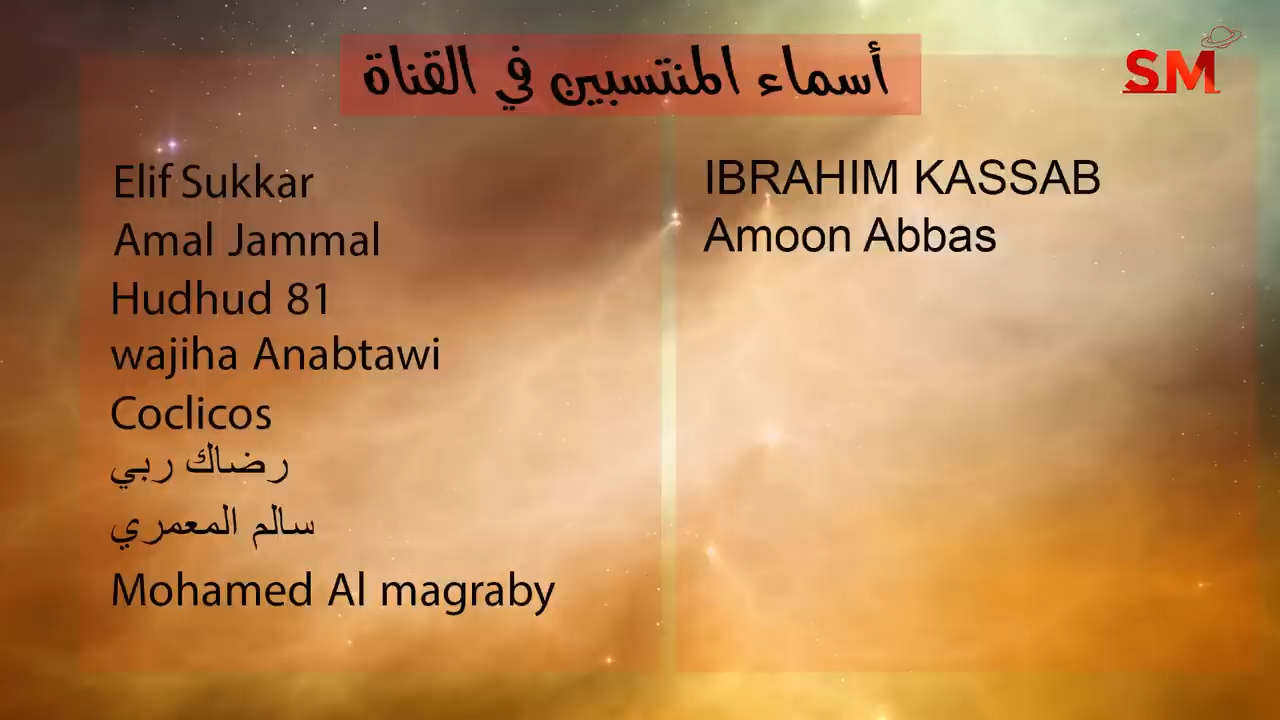 أسماء المنتسبين في القناة
SM
Elif Sukkar
Amal Jammal
Hudhud 81
wajiha Anabtawi
Coclicos
رضاك ربي
سالم المعمري
Mohamed Al magraby
IBRAHIM KASSAB
Amoon Abbas